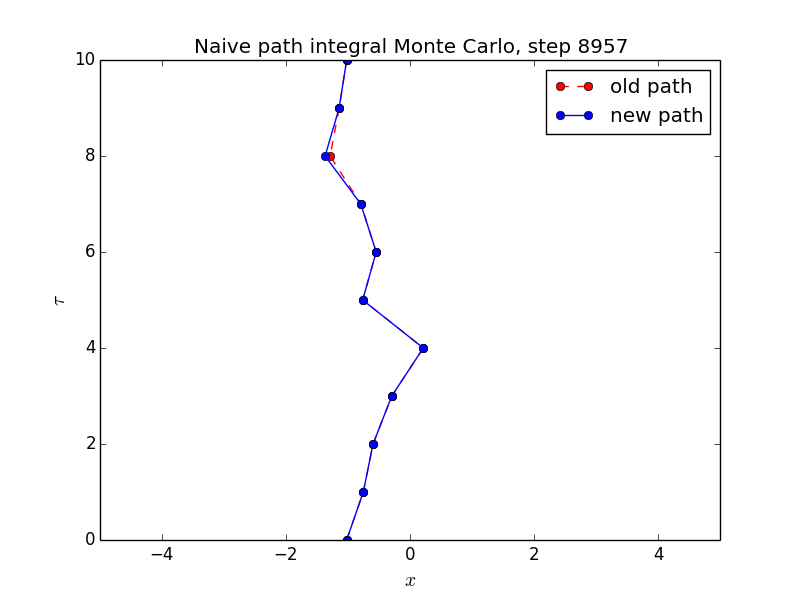 Naive path integral Monte Carlo, step 8957
old path
new path
10
8
6
4
2
0
τ
−4
−2
0
2
4
x